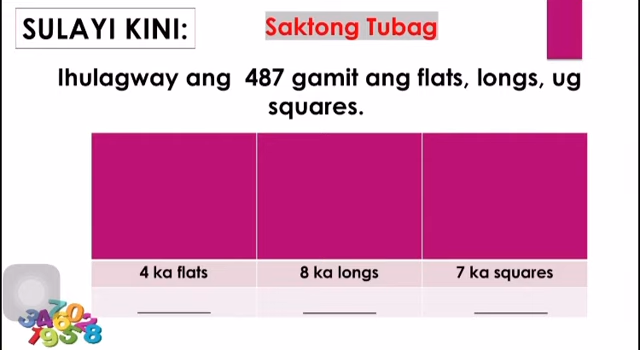 SULAYI KINI:
Saktong Tubag
Ihulagway ang 487 gamit ang flats, longs, ug
squares.
4 ka flats
8 ka longs
7 ka squares